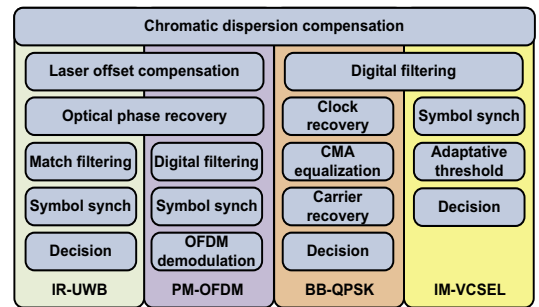 Chromatic dispersion compensation
Laser offset compensation
Digital filtering
Optical phase recovery
Clock
recovery
Symbol synch
Match filtering
Digital filtering
CMA
equalization
Adaptative
threshold
Symbol synch
Symbol synch
Carrier
recovery
Decision
Decision
OFDM
demodulation
Decision
IR-UWB
PM-OFDM
BB-QPSK
IM-VCSEL